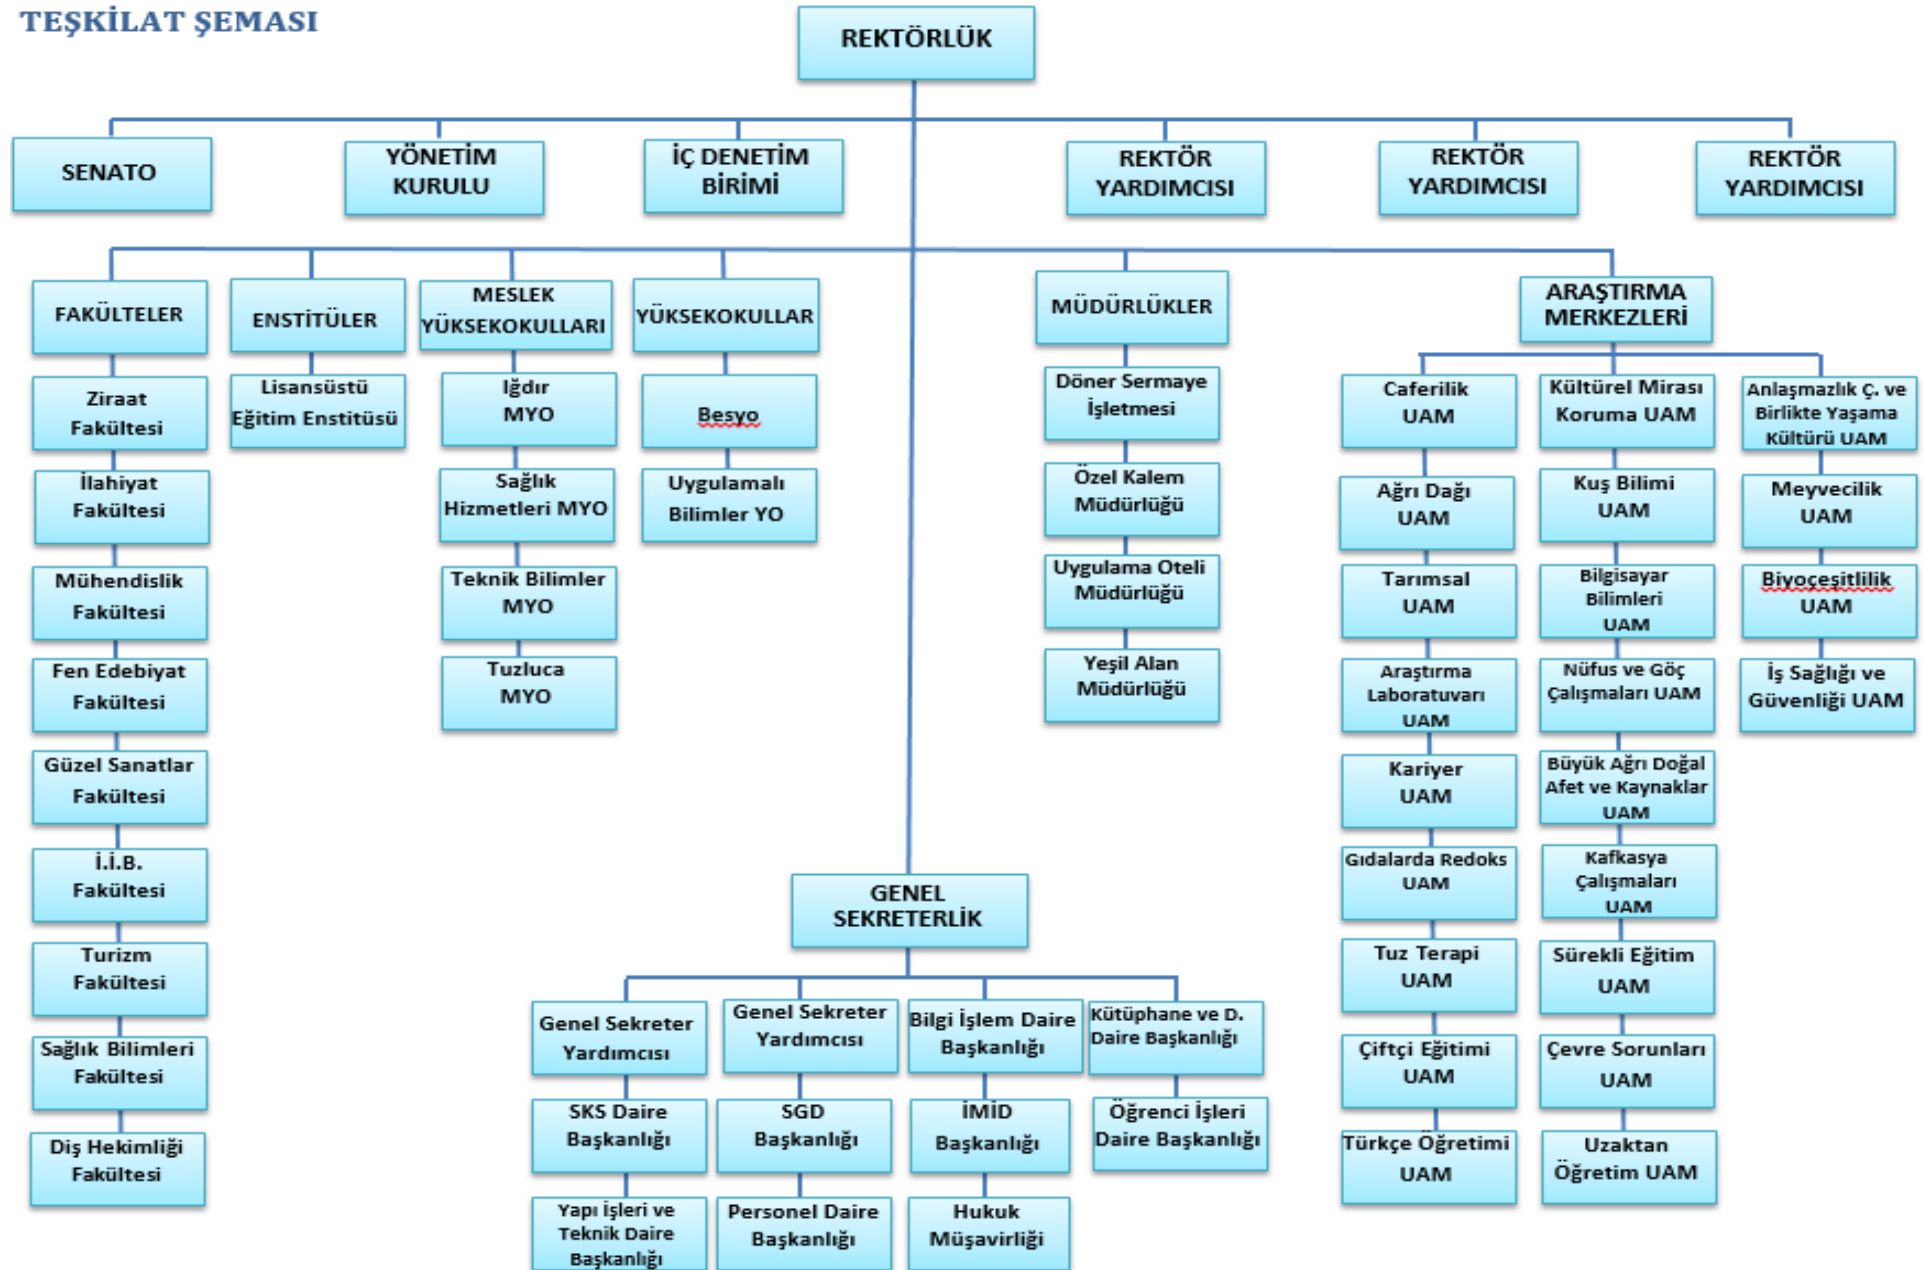 TEŞKİLAT ŞEMASI
REKTÖRLÜK
SENATO
YÖNETİM
KURULU
İÇ DENETİM
BİRİMİ
REKTÖR
YARDIMCISI
REKTÖR
YARDIMCISI
REKTÖR
YARDIMCISI
FAKÜLTELER
Ziraat
Fakültesi
İlahiyat
Fakültesi
Mühendislik
Fakültesi
Fen Edebiyat
Fakültesi
Güzel Sanatlar
Fakültesi
İ.İ.B.
Fakültesi
Turizm
Fakültesi
Sağlık Bilimleri
Fakültesi
Diş Hekimliği
Fakültesi
ENSTİTÜLER
Lisansüstü
Eğitim Enstitüsü
MESLEK
YÜKSEKOKULLARI
Iğdır
MYO
Sağlık
Hizmetleri MYO
Teknik Bilimler
MYO
Tuzluca
MYO
YÜKSEKOKULLAR
Besyo
Uygulamalı
Bilimler YO
MÜDÜRLÜKLER
Döner Sermaye
İşletmesi
Özel Kalem
Müdürlüğü
Uygulama Oteli
Müdürlüğü
Yeşil Alan
Müdürlüğü
ARAŞTIRMA
MERKEZLERİ
Caferilik
UAM
Ağrı Dağı
UAM
Tarımsal
UAM
Araştırma
Laboratuvarı
UAM
Kariyer
UAM
Gıdalarda Redoks
UAM
Tuz Terapi
UAM
Çiftçi Eğitimi
UAM
Türkçe Öğretimi
UAM
Kültürel Mirası
Koruma UAM
Kuş Bilimi
UAM
Bilgisayar
Bilimleri
UAM
Nüfus ve Göç
Çalışmaları UAM
Büyük Ağrı Doğal
Afet ve Kaynaklar
UAM
Kafkasya
Çalışmaları
UAM
Sürekli Eğitim
UAM
Çevre Sorunları
UAM
Uzaktan
Öğretim UAM
Anlaşmazlık Ç. ve
Birlikte Yaşama
Kültürü UAM
Meyvecilik
UAM
Biyoçeşitlilik
UAM
İş Sağlığı ve
Güvenliği UAM
GENEL
SEKRETERLİK
Genel Sekreter
Yardımcısı
SKS Daire
Başkanlığı
Yapı İşleri ve
Teknik Daire
Başkanlığı
Genel Sekreter
Yardımcısı
SGD
Başkanlığı
Personel Daire
Başkanlığı
Bilgi İşlem Daire
Başkanlığı
İMİD
Başkanlığı
Hukuk
Müşavirliği
Kütüphane ve D.
Daire Başkanlığı
Öğrenci İşleri
Daire Başkanlığı